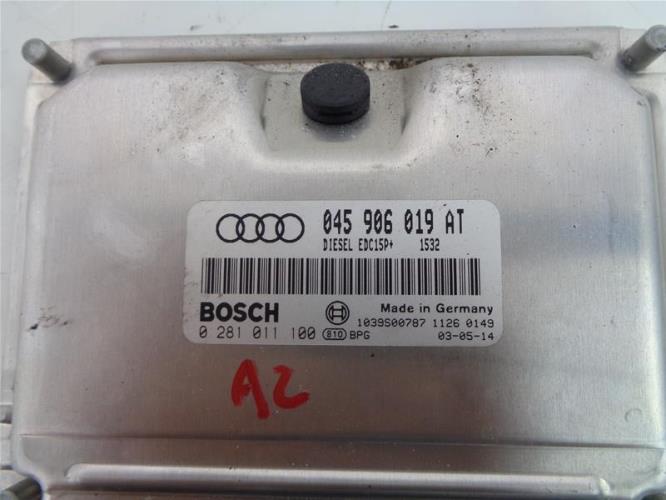 045 906 019 AT
DIESEL EDC15P+ 1532
BOSCH
Made in Germany
0 281 011 100 810 BPG
1039S00787 1126 0149
03-05-14
A2